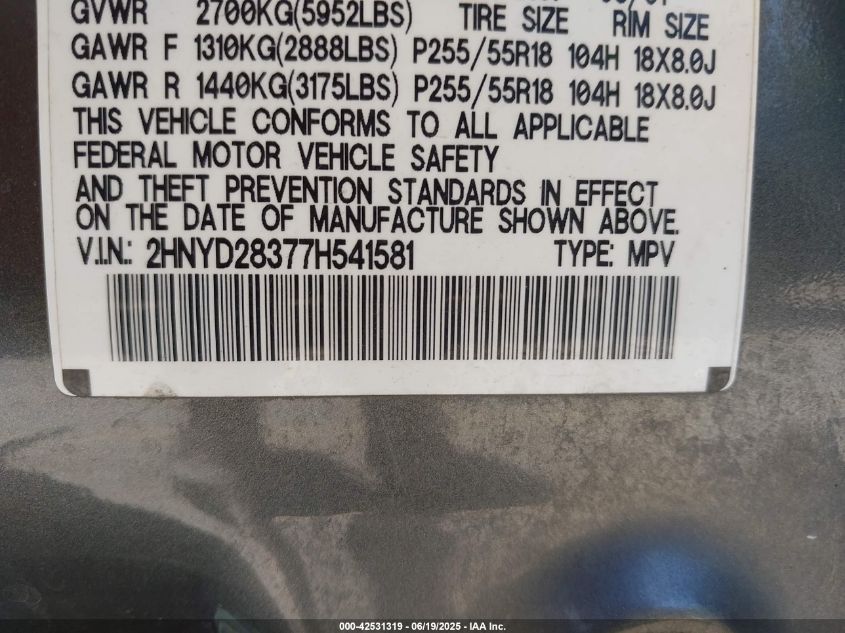 GVWR 2700KG(5952LBS) TIRE SIZE RIM SIZE
GAWR F 1310KG(2888LBS) P255/55R18 104H 18X8.0J
GAWR R 1440KG(3175LBS) P255/55R18 104H 18X8.0J
THIS VEHICLE CONFORMS TO ALL APPLICABLE
FEDERAL MOTOR VEHICLE SAFETY
AND THEFT PREVENTION STANDARDS IN EFFECT
ON THE DATE OF MANUFACTURE SHOWN ABOVE.
V.I.N.: 2HNYD28377H541581 TYPE: MPV
000-42531319 - 06/19/2025 - IAA Inc.